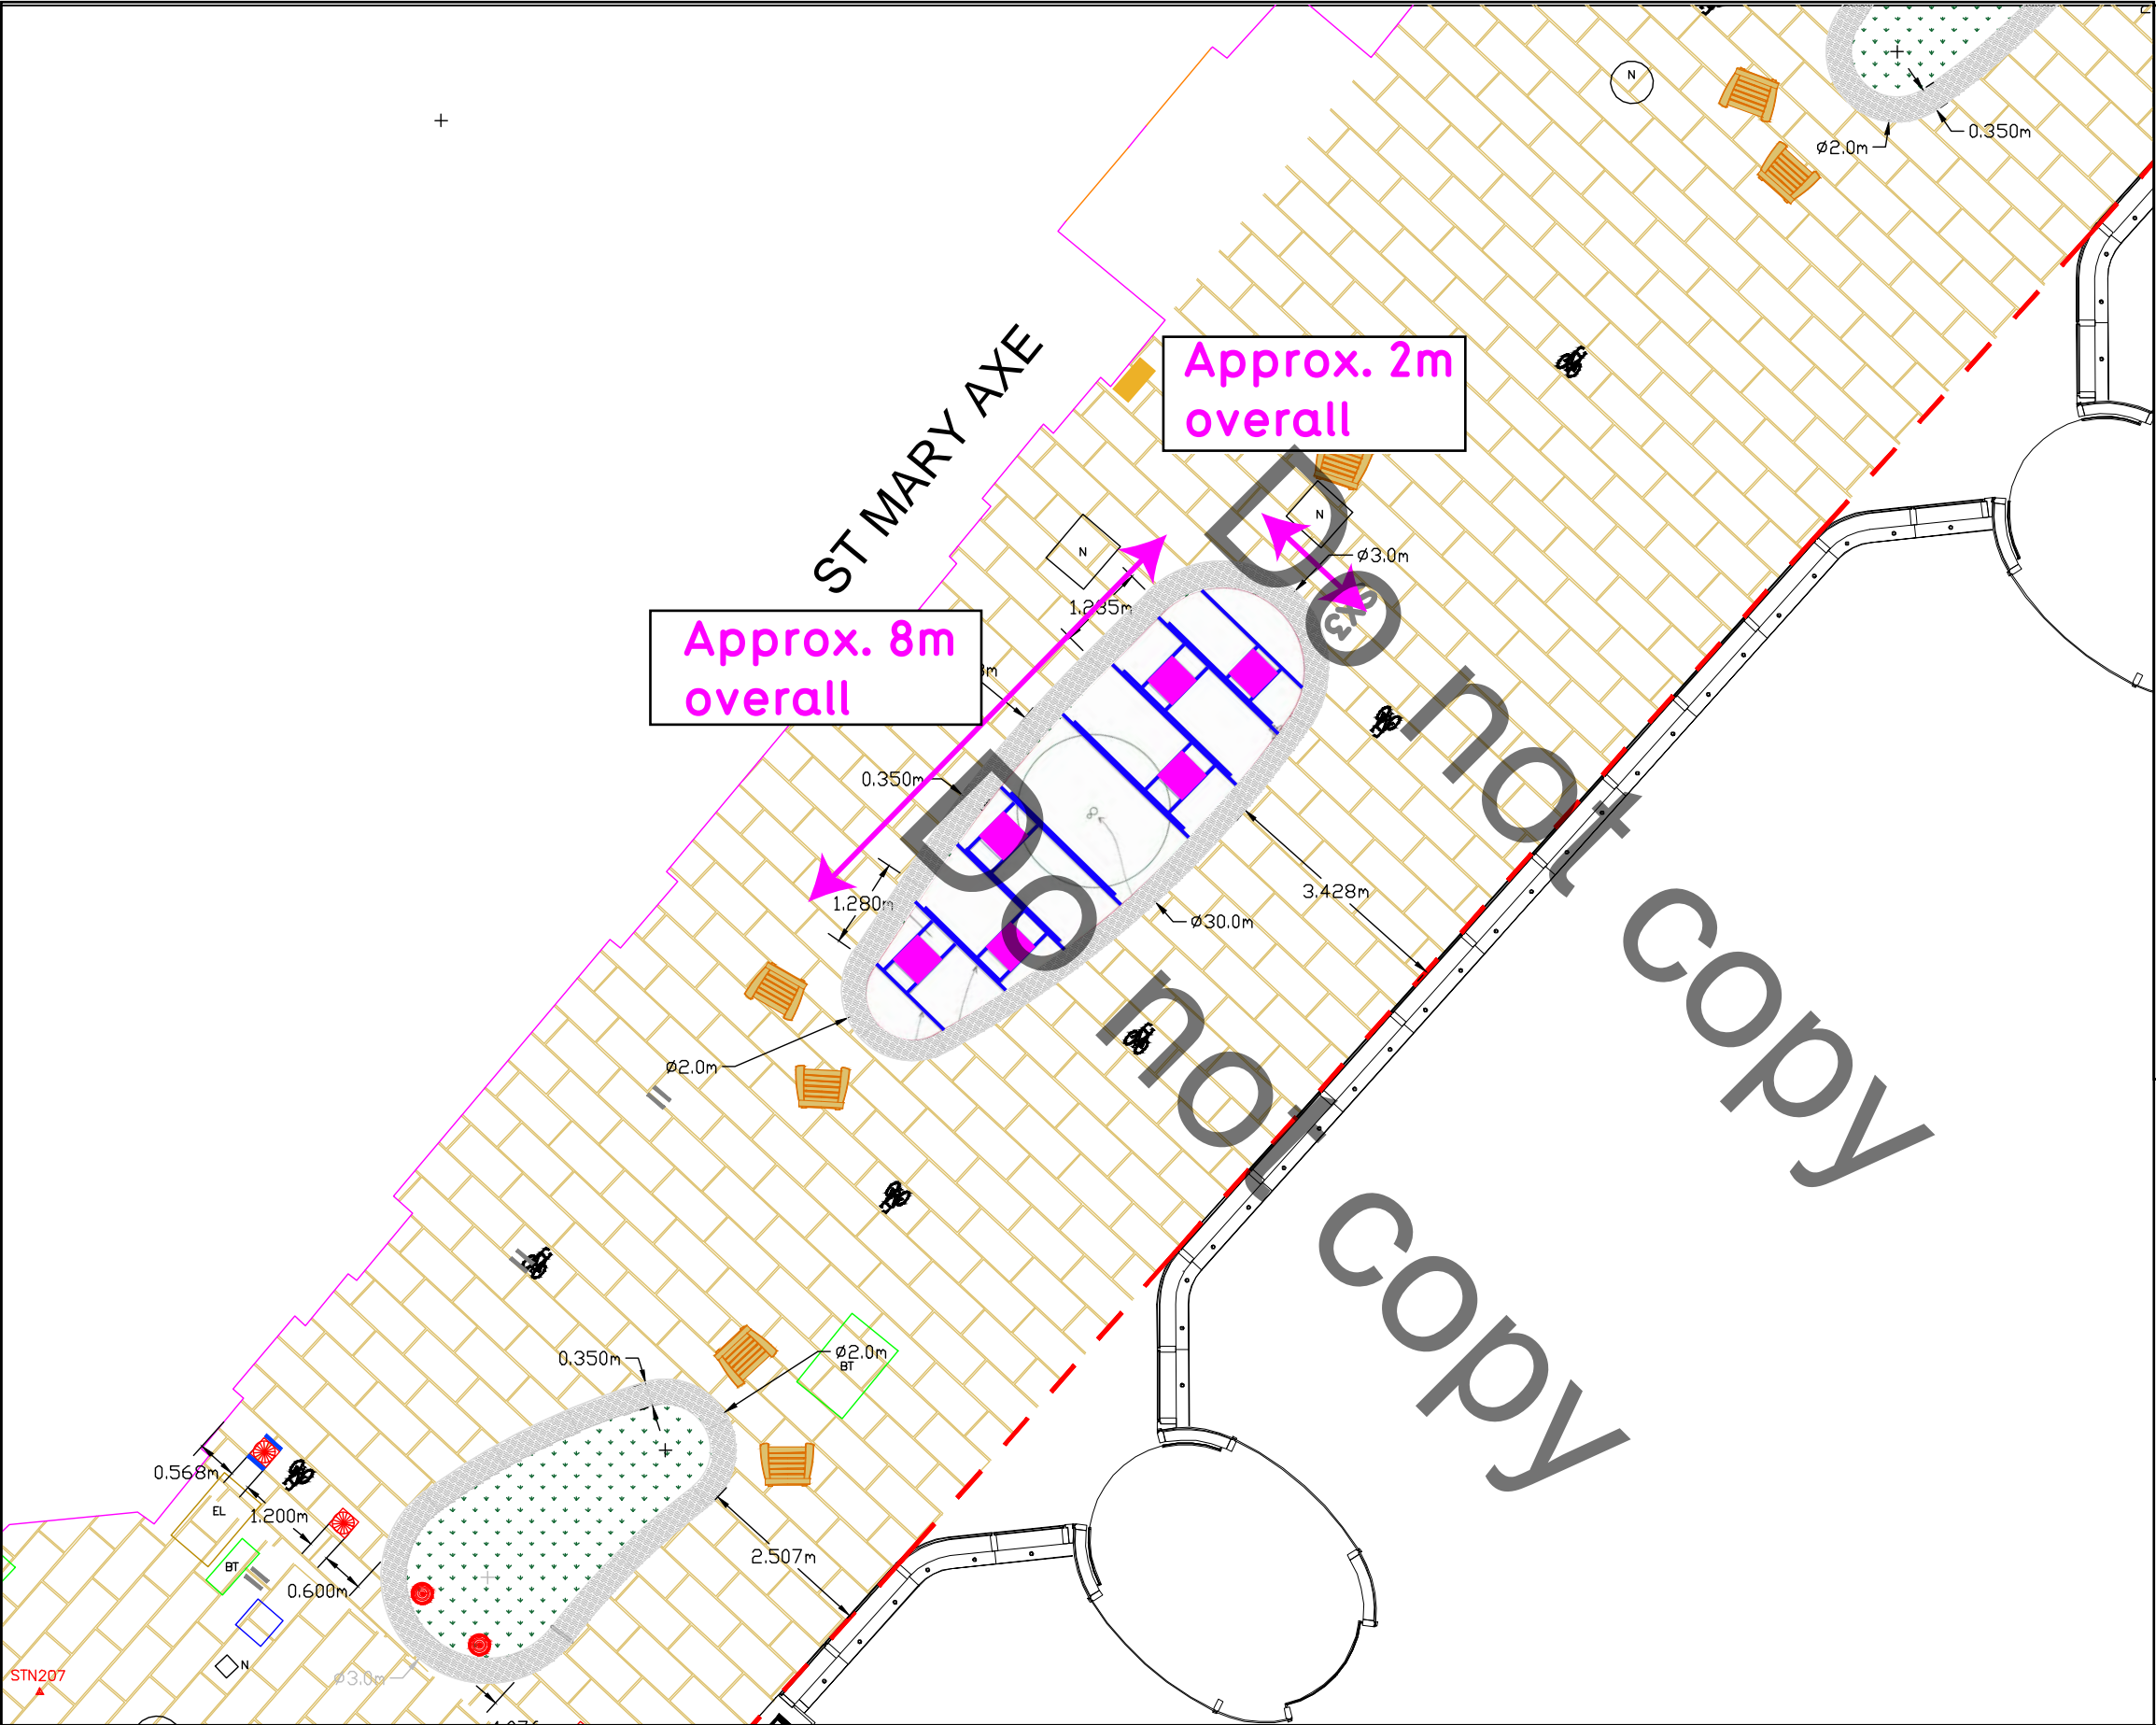 N
0.350m
Ø2.0m
ST MARY AXE
Approx. 2m
overall
N
N
Ø3.0m
1.235m
Approx. 8m
overall
Do not copy
0.350m
8
1.280m
3.428m
Ø30.0m
Do not copy
Ø2.0m
0.350m
Ø2.0m
BT
0.568m
EL
1.200m
2.507m
BT
0.600m
N
STN207
Ø3.0m